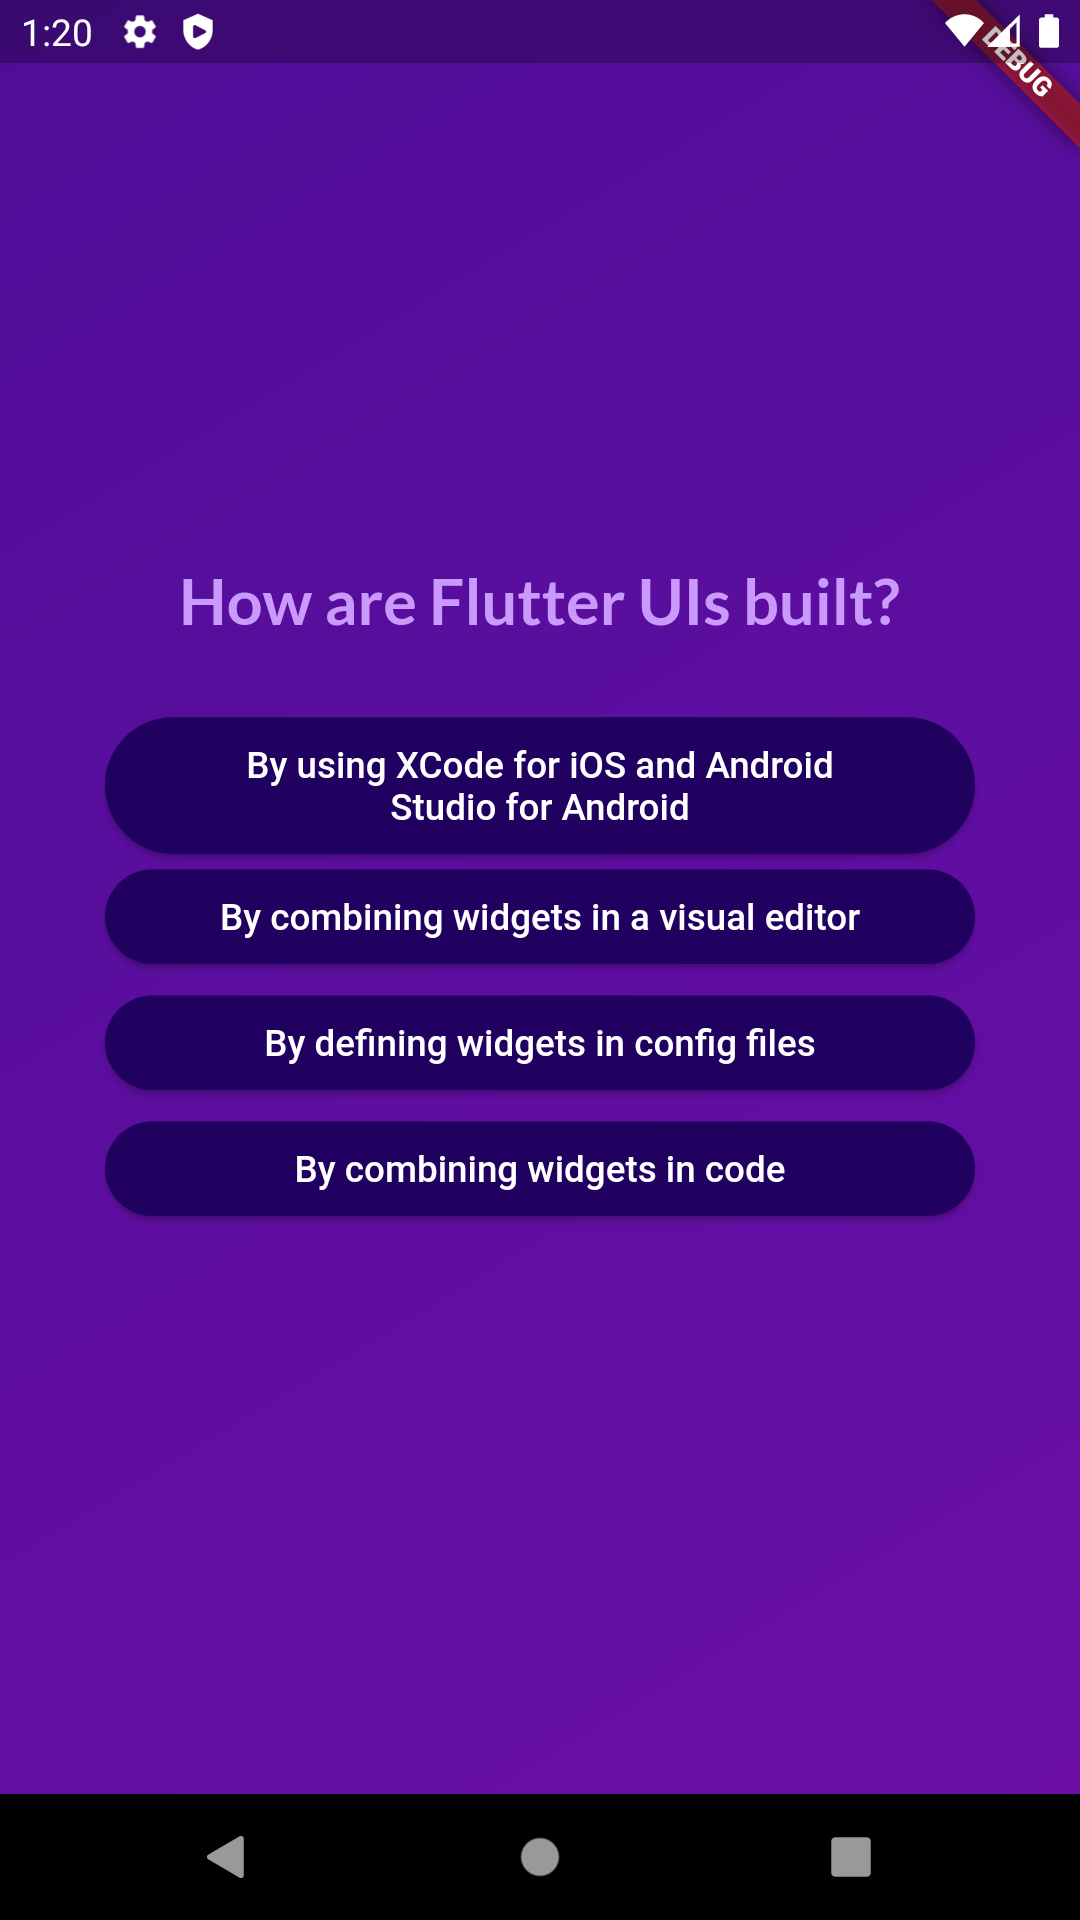 1:20
DEBUG
How are Flutter UIs built?
By using XCode for iOS and Android
Studio for Android
By combining widgets in a visual editor
By defining widgets in config files
By combining widgets in code